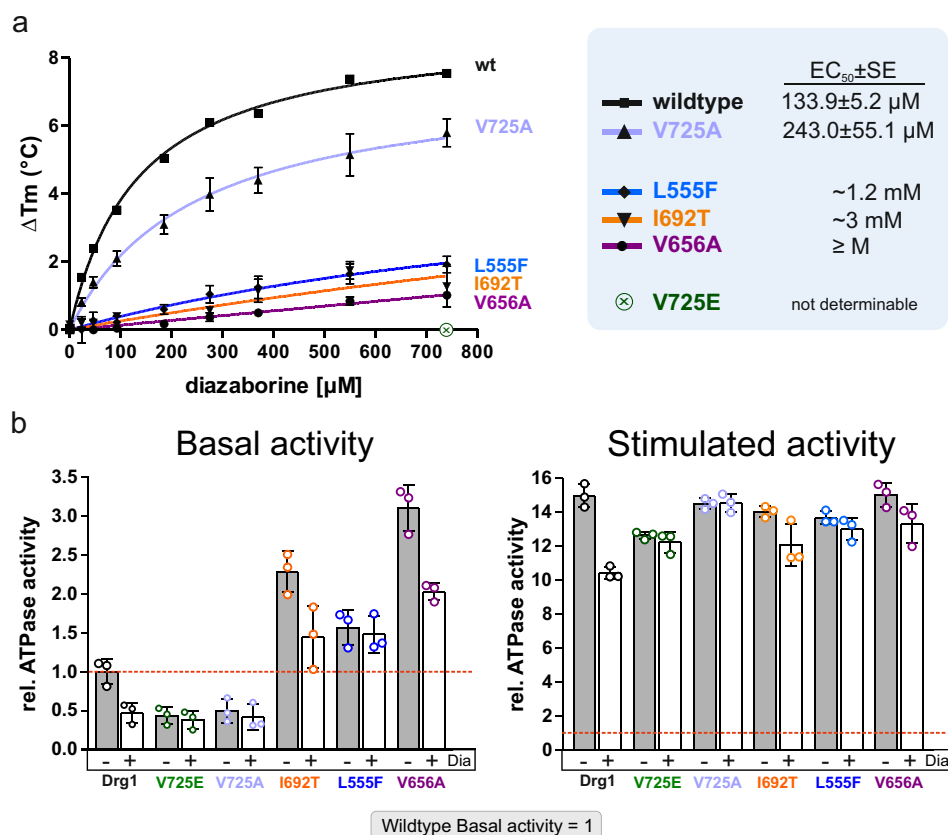 a
8
6
4
2
0
ΔTm (°C)
0 100 200 300 400 500 600 700 800
diazaborine [µM]
wt
V725A
L555F
I692T
V656A
EC50±SE
wildtype 133.9±5.2 µM
V725A 243.0±55.1 µM
L555F ~1.2 mM
I692T ~3 mM
V656A ≥ M
V725E not determinable
b
Basal activity
3.5
3.0
2.5
2.0
1.5
1.0
0.5
0.0
rel. ATPase activity
- + - + - + - + - + - + Dia
Drg1 V725E V725A I692T L555F V656A
Stimulated activity
16
14
12
10
8
6
4
2
0
rel. ATPase activity
- + - + - + - + - + - + Dia
Drg1 V725E V725A I692T L555F V656A
Wildtype Basal activity = 1